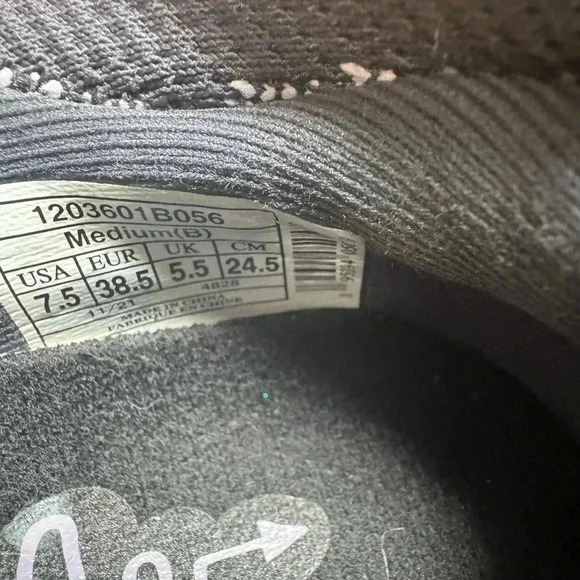 1203601B056
Medium(B)
USA EUR UK CM
7.5 38.5 5.5 24.5
11/21 4828
MADE IN CHINA
FABRIQUE EN CHINE